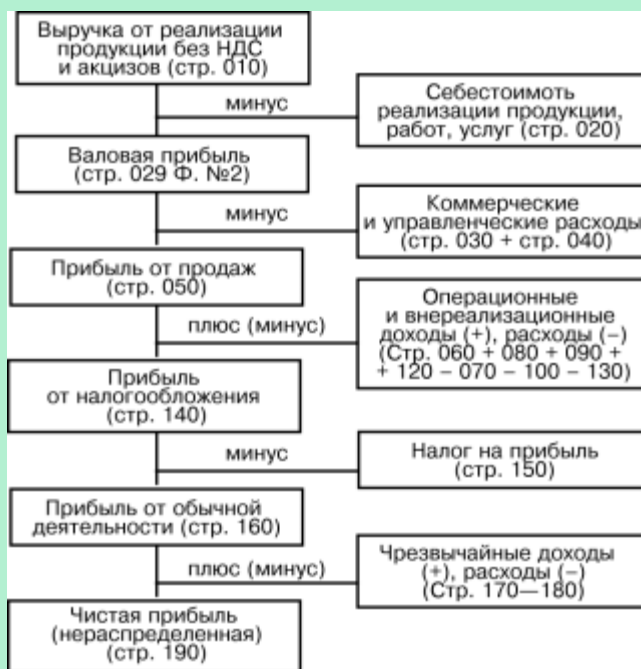 Выручка от реализации
продукции без НДС
и акцизов (стр. 010)
минус
Себестоимоть
реализации продукции,
работ, услуг (стр. 020)
Валовая прибыль
(стр. 029 Ф. №2)
минус
Коммерческие
и управленческие расходы
(стр. 030 + стр. 040)
Прибыль от продаж
(стр. 050)
плюс (минус)
Операционные
и внереализационные
доходы (+), расходы (–)
(Стр. 060 + 080 + 090 +
+ 120 – 070 – 100 – 130)
Прибыль
от налогообложения
(стр. 140)
минус
Налог на прибыль
(стр. 150)
Прибыль от обычной
деятельности (стр. 160)
плюс (минус)
Чрезвычайные доходы
(+), расходы (–)
(Стр. 170—180)
Чистая прибыль
(нераспределенная)
(стр. 190)